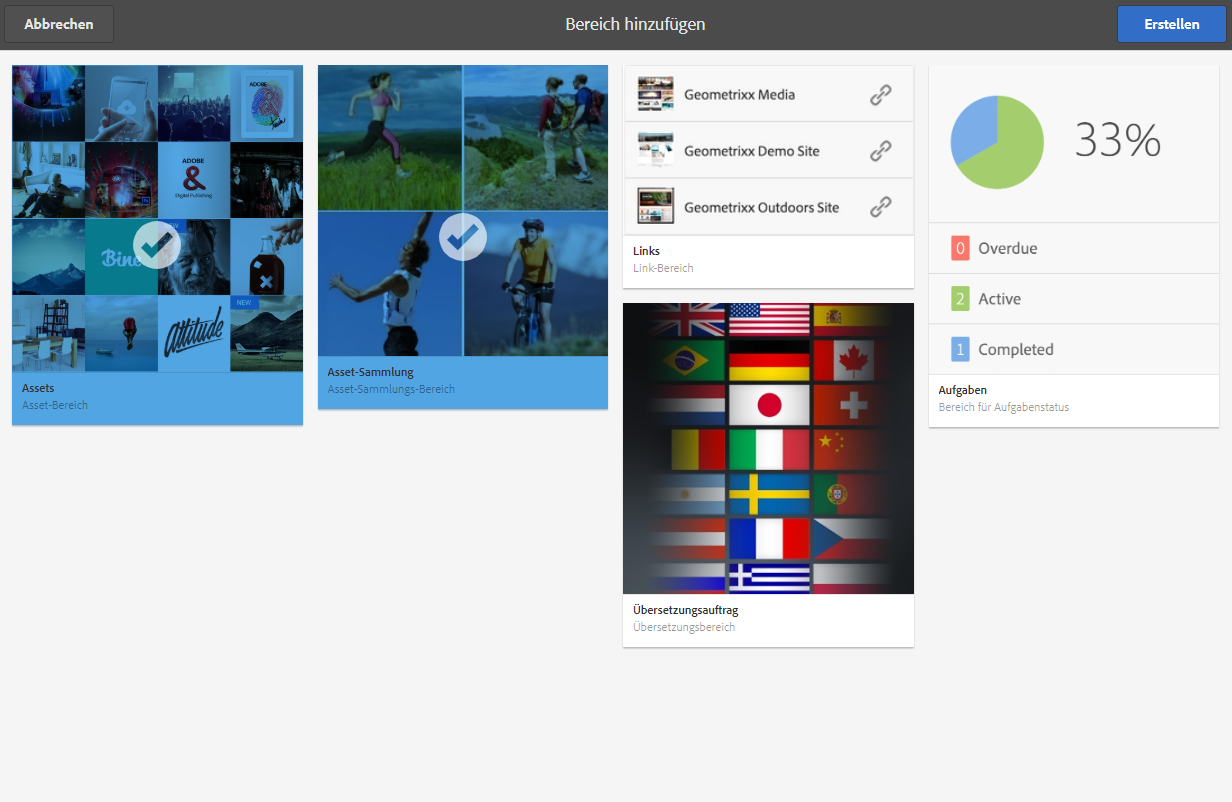 Abbrechen
Bereich hinzufügen
Erstellen
ADOBE
ADOBE
&
Digital Publishing
NEW
Attitude
Assets
Asset-Bereich
Asset-Sammlung
Asset-Sammlungs-Bereich
Geometrixx Media
Geometrixx Demo Site
Geometrixx Outdoors Site
Links
Link-Bereich
Übersetzungsauftrag
Übersetzungsbereich
33%
0 Overdue
2 Active
1 Completed
Aufgaben
Bereich für Aufgabenstatus